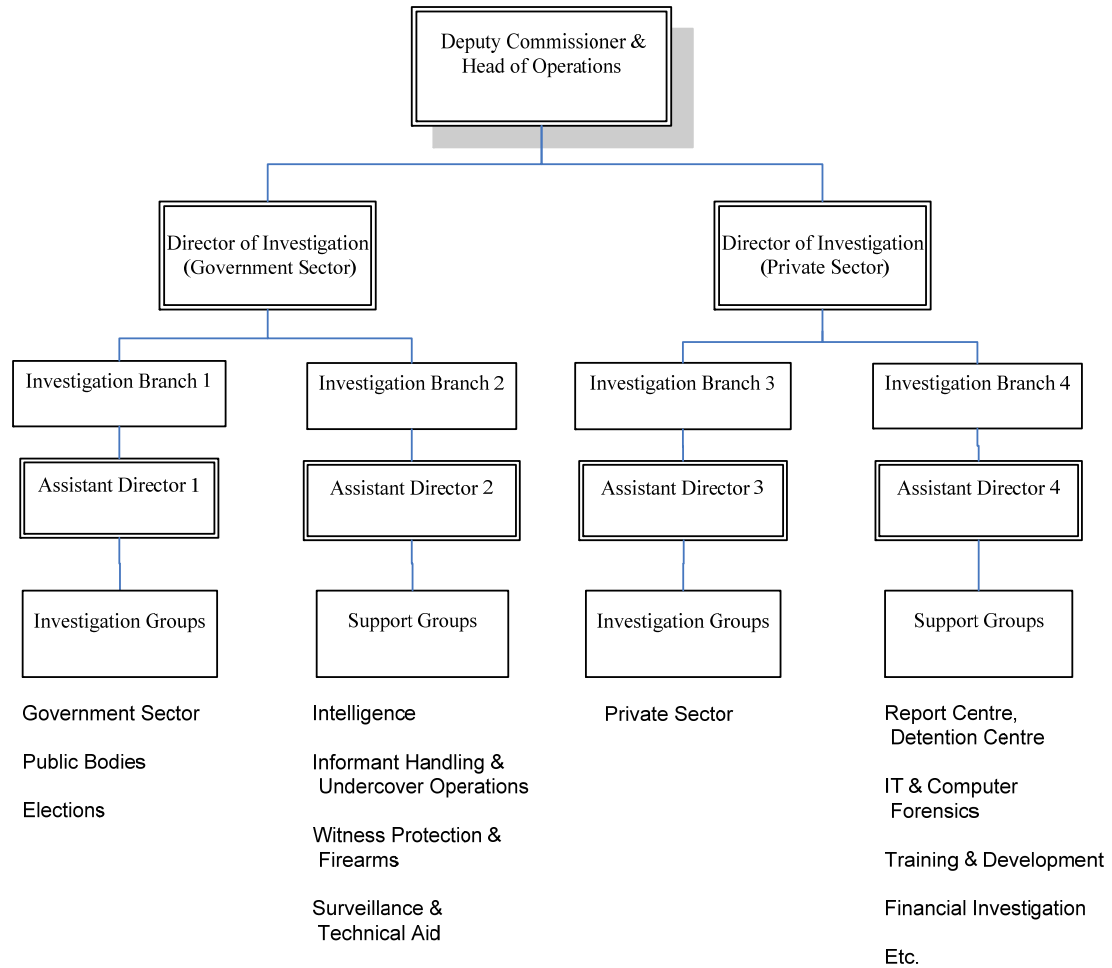 Deputy Commissioner &
Head of Operations
Director of Investigation
(Government Sector)
Director of Investigation
(Private Sector)
Investigation Branch 1
Investigation Branch 2
Investigation Branch 3
Investigation Branch 4
Assistant Director 1
Assistant Director 2
Assistant Director 3
Assistant Director 4
Investigation Groups
Support Groups
Investigation Groups
Support Groups
Government Sector
Public Bodies
Elections
Intelligence
Informant Handling &
Undercover Operations
Witness Protection &
Firearms
Surveillance &
Technical Aid
Private Sector
Report Centre,
Detention Centre
IT & Computer
Forensics
Training & Development
Financial Investigation
Etc.